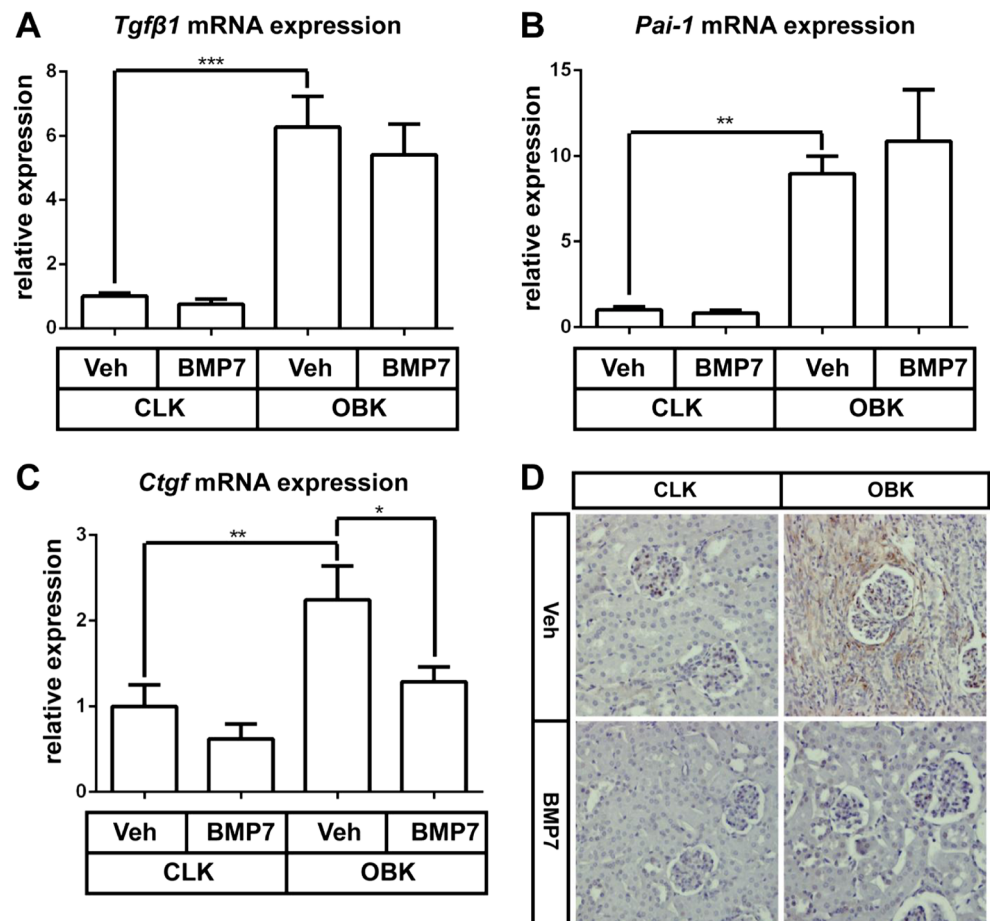 A
Tgfβ1 mRNA expression
relative expression
8
6
4
2
0
***
Veh BMP7 Veh BMP7
CLK OBK
B
Pai-1 mRNA expression
relative expression
15
10
5
0
**
Veh BMP7 Veh BMP7
CLK OBK
C
Ctgf mRNA expression
relative expression
3
2
1
0
**
*
Veh BMP7 Veh BMP7
CLK OBK
D
CLK OBK
Veh
BMP7